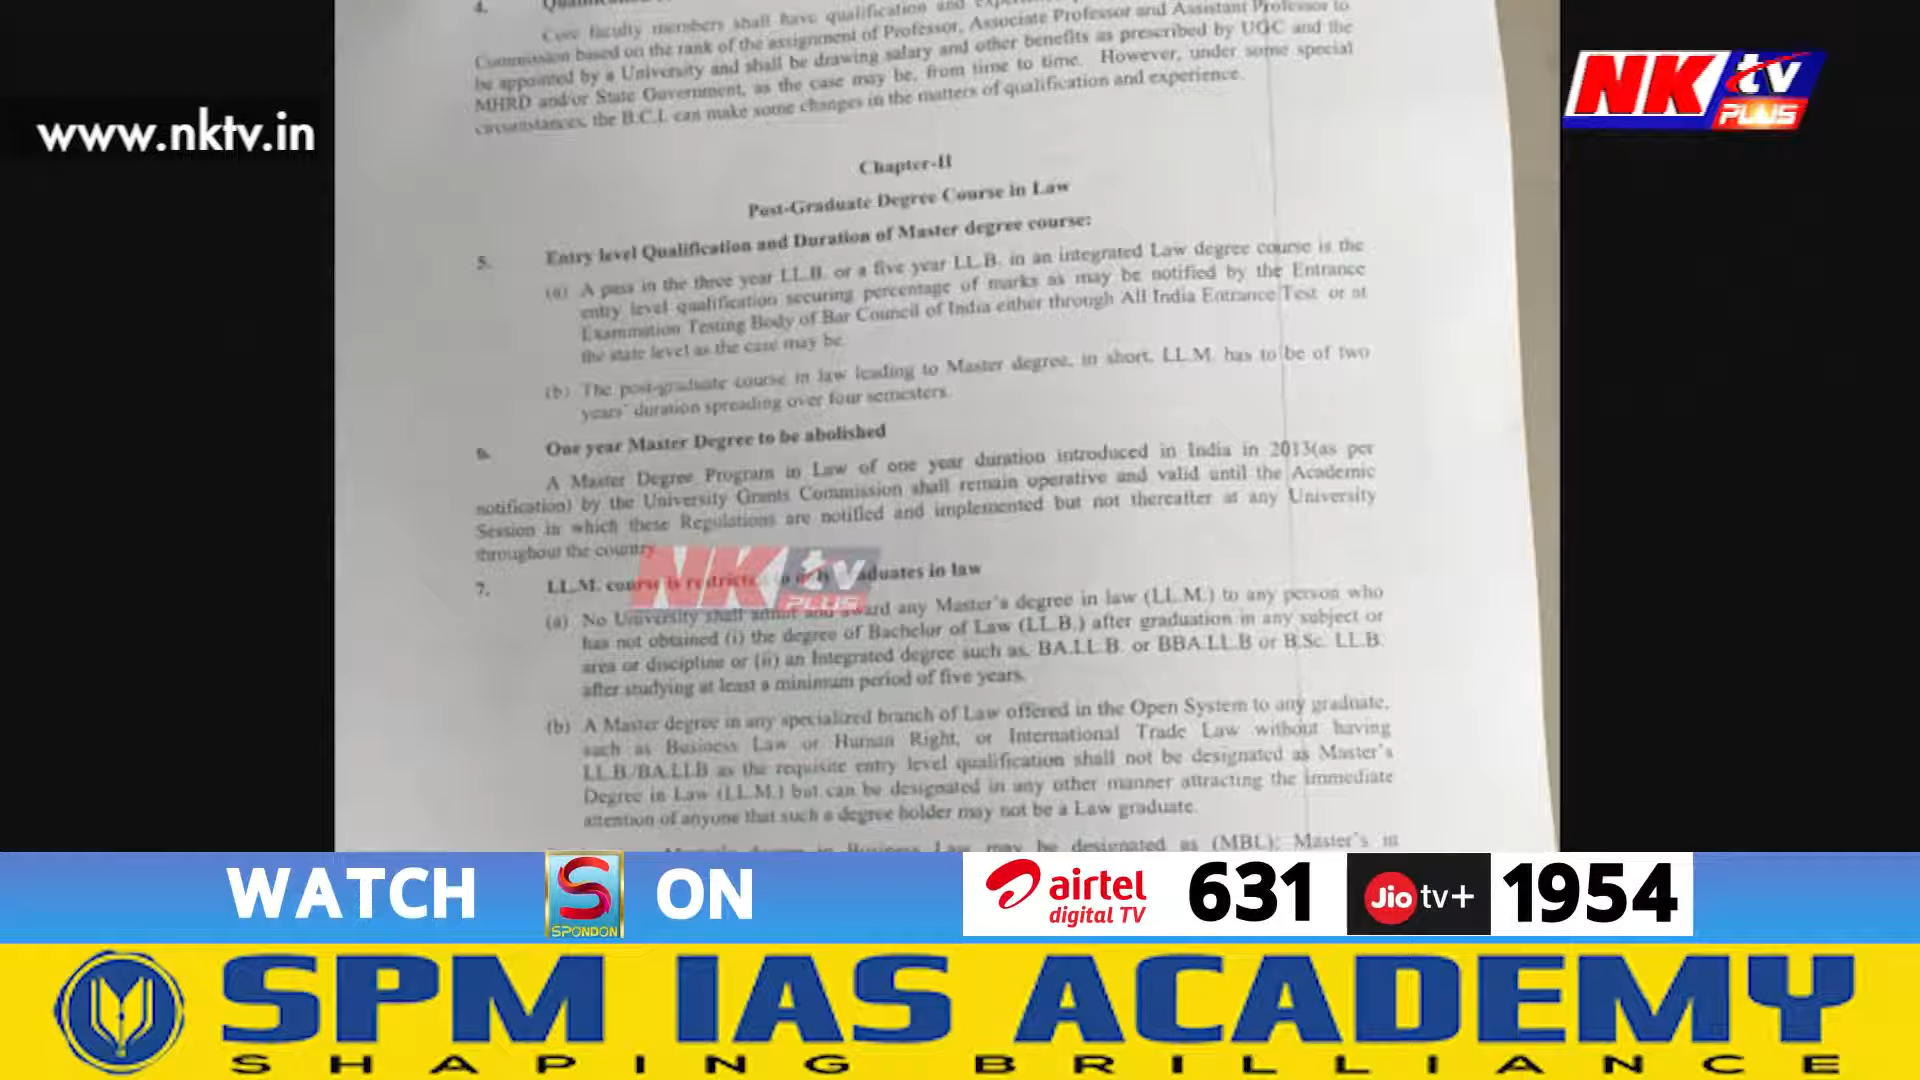 4.
Core faculty members shall have qualification and
Commission based on the rank of the assignment of Professor, Associate Professor and Assistant Professor to
be appointed by a University and shall be drawing salary and other benefits as prescribed by UGC and the
MHRD and/or State Government, as the case may be, from time to time. However, under some special
circumstances, the B.C.I. can make some changes in the matters of qualification and experience.
www.nktv.in
NK tv PLUS
Chapter-II
Post-Graduate Degree Course in Law
5. Entry level Qualification and Duration of Master degree course:
(a) A pass in the three year LL.B. or a five year LL.B. in an integrated Law degree course is the
entry level qualification securing percentage of marks as may be notified by the Entrance
Examination Testing Body of Bar Council of India either through All India Entrance Test or at
the state level as the case may be.
(b) The post-graduate course in law leading to Master degree, in short, LL.M. has to be of two
years' duration spreading over four semesters.
6. One year Master Degree to be abolished
A Master Degree Program in Law of one year duration introduced in India in 2013(as per
notification) by the University Grants Commission shall remain operative and valid until the Academic
Session in which these Regulations are notified and implemented but not thereafter at any University
throughout the country
NK tv PLUS
7. LL.M. course is restricted graduates in law
(a) No University shall admit and award any Master's degree in law (LL.M.) to any person who
has not obtained (i) the degree of Bachelor of Law (LL.B.) after graduation in any subject or
area or discipline or (ii) an Integrated degree such as, BA.LL.B. or BBA.LL.B or B.Sc. LL.B.
after studying at least a minimum period of five years.
(b) A Master degree in any specialized branch of Law offered in the Open System to any graduate,
such as Business Law or Human Right, or International Trade Law without having
LL.B/BA.LLB as the requisite entry level qualification shall not be designated as Master's
Degree in Law (LL.M.) but can be designated in any other manner attracting the immediate
attention of anyone that such a degree holder may not be a Law graduate.
degree in Business Law may be designated as (MBL); Master's in
WATCH S SPONDON ON airtel digital TV 631 Jio tv+ 1954
SPM IAS ACADEMY
SHAPING BRILLIANCE